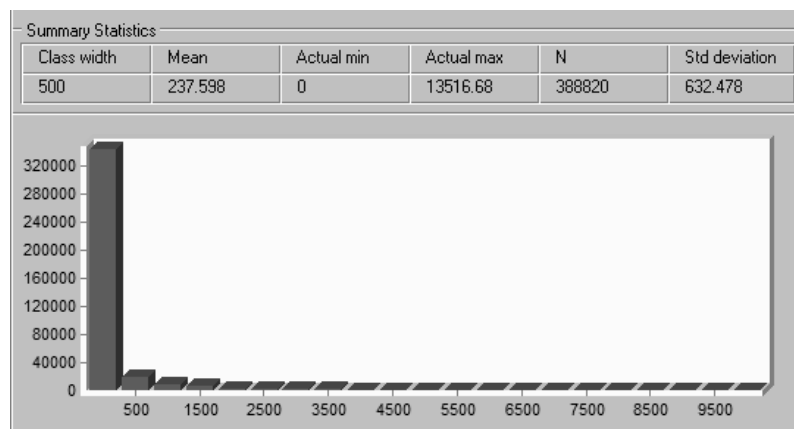 Summary Statistics
Class width Mean Actual min Actual max N Std deviation
500 237.598 0 13516.68 388820 632.478
320000
280000
240000
200000
160000
120000
80000
40000
0
500 1500 2500 3500 4500 5500 6500 7500 8500 9500